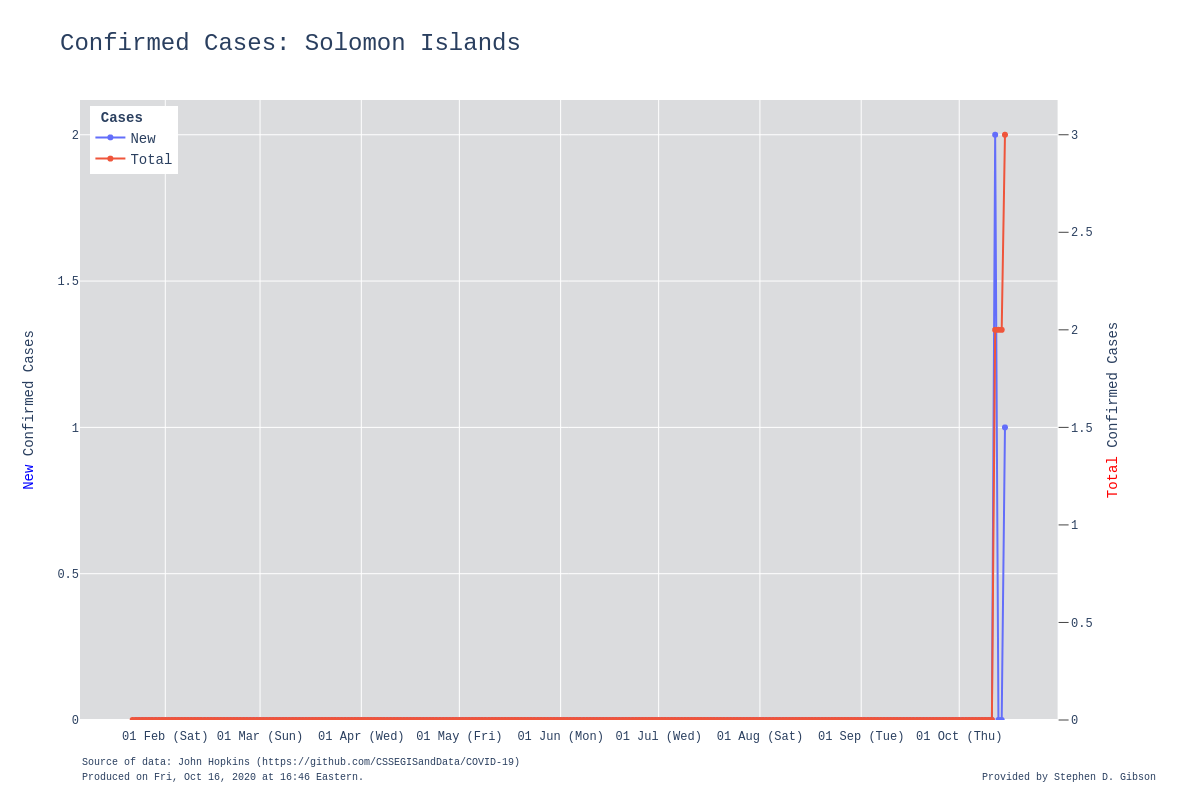 Confirmed Cases: Solomon Islands
Cases
New
Total
2
1.5
1
0.5
0
3
2.5
2
1.5
1
0.5
0
New Confirmed Cases
Total Confirmed Cases
01 Feb (Sat) 01 Mar (Sun) 01 Apr (Wed) 01 May (Fri) 01 Jun (Mon) 01 Jul (Wed) 01 Aug (Sat) 01 Sep (Tue) 01 Oct (Thu)
Source of data: John Hopkins (https://github.com/CSSEGISandData/COVID-19)
Produced on Fri, Oct 16, 2020 at 16:46 Eastern.
Provided by Stephen D. Gibson